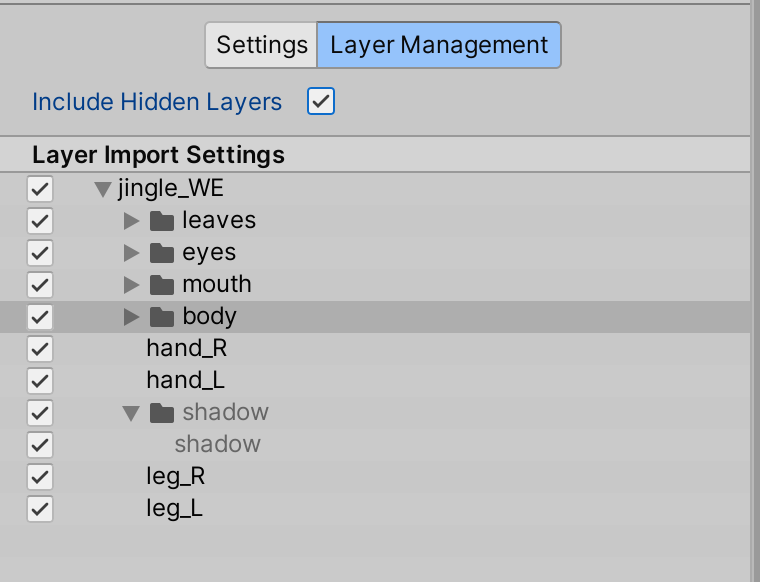 Settings Layer Management
Include Hidden Layers
Layer Import Settings
jingle_WE
leaves
eyes
mouth
body
hand_R
hand_L
shadow
shadow
leg_R
leg_L